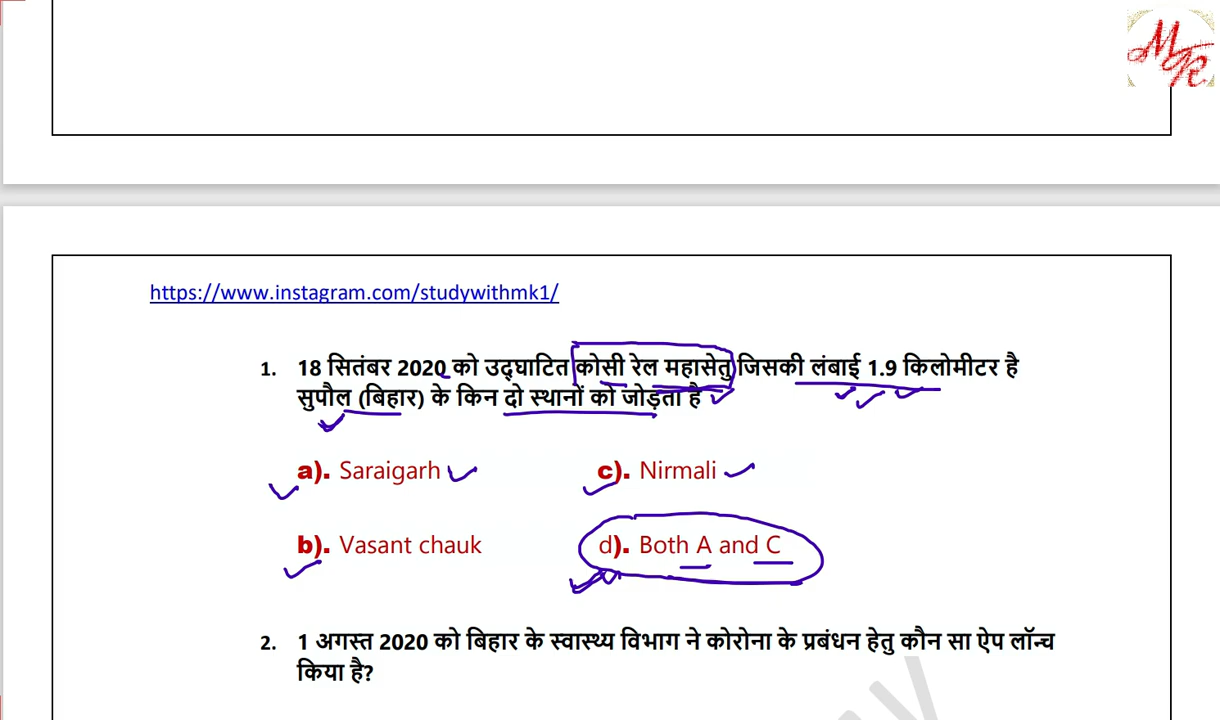 MJR
https://www.instagram.com/studywithmk1/
1. 18 सितंबर 2020 को उद्घाटित कोसी रेल महासेतु जिसकी लंबाई 1.9 किलोमीटर है
सुपौल (बिहार) के किन दो स्थानों को जोड़ता है
a). Saraigarh c). Nirmali
b). Vasant chauk d). Both A and C
2. 1 अगस्त 2020 को बिहार के स्वास्थ्य विभाग ने कोरोना के प्रबंधन हेतु कौन सा ऐप लॉन्च
किया है?